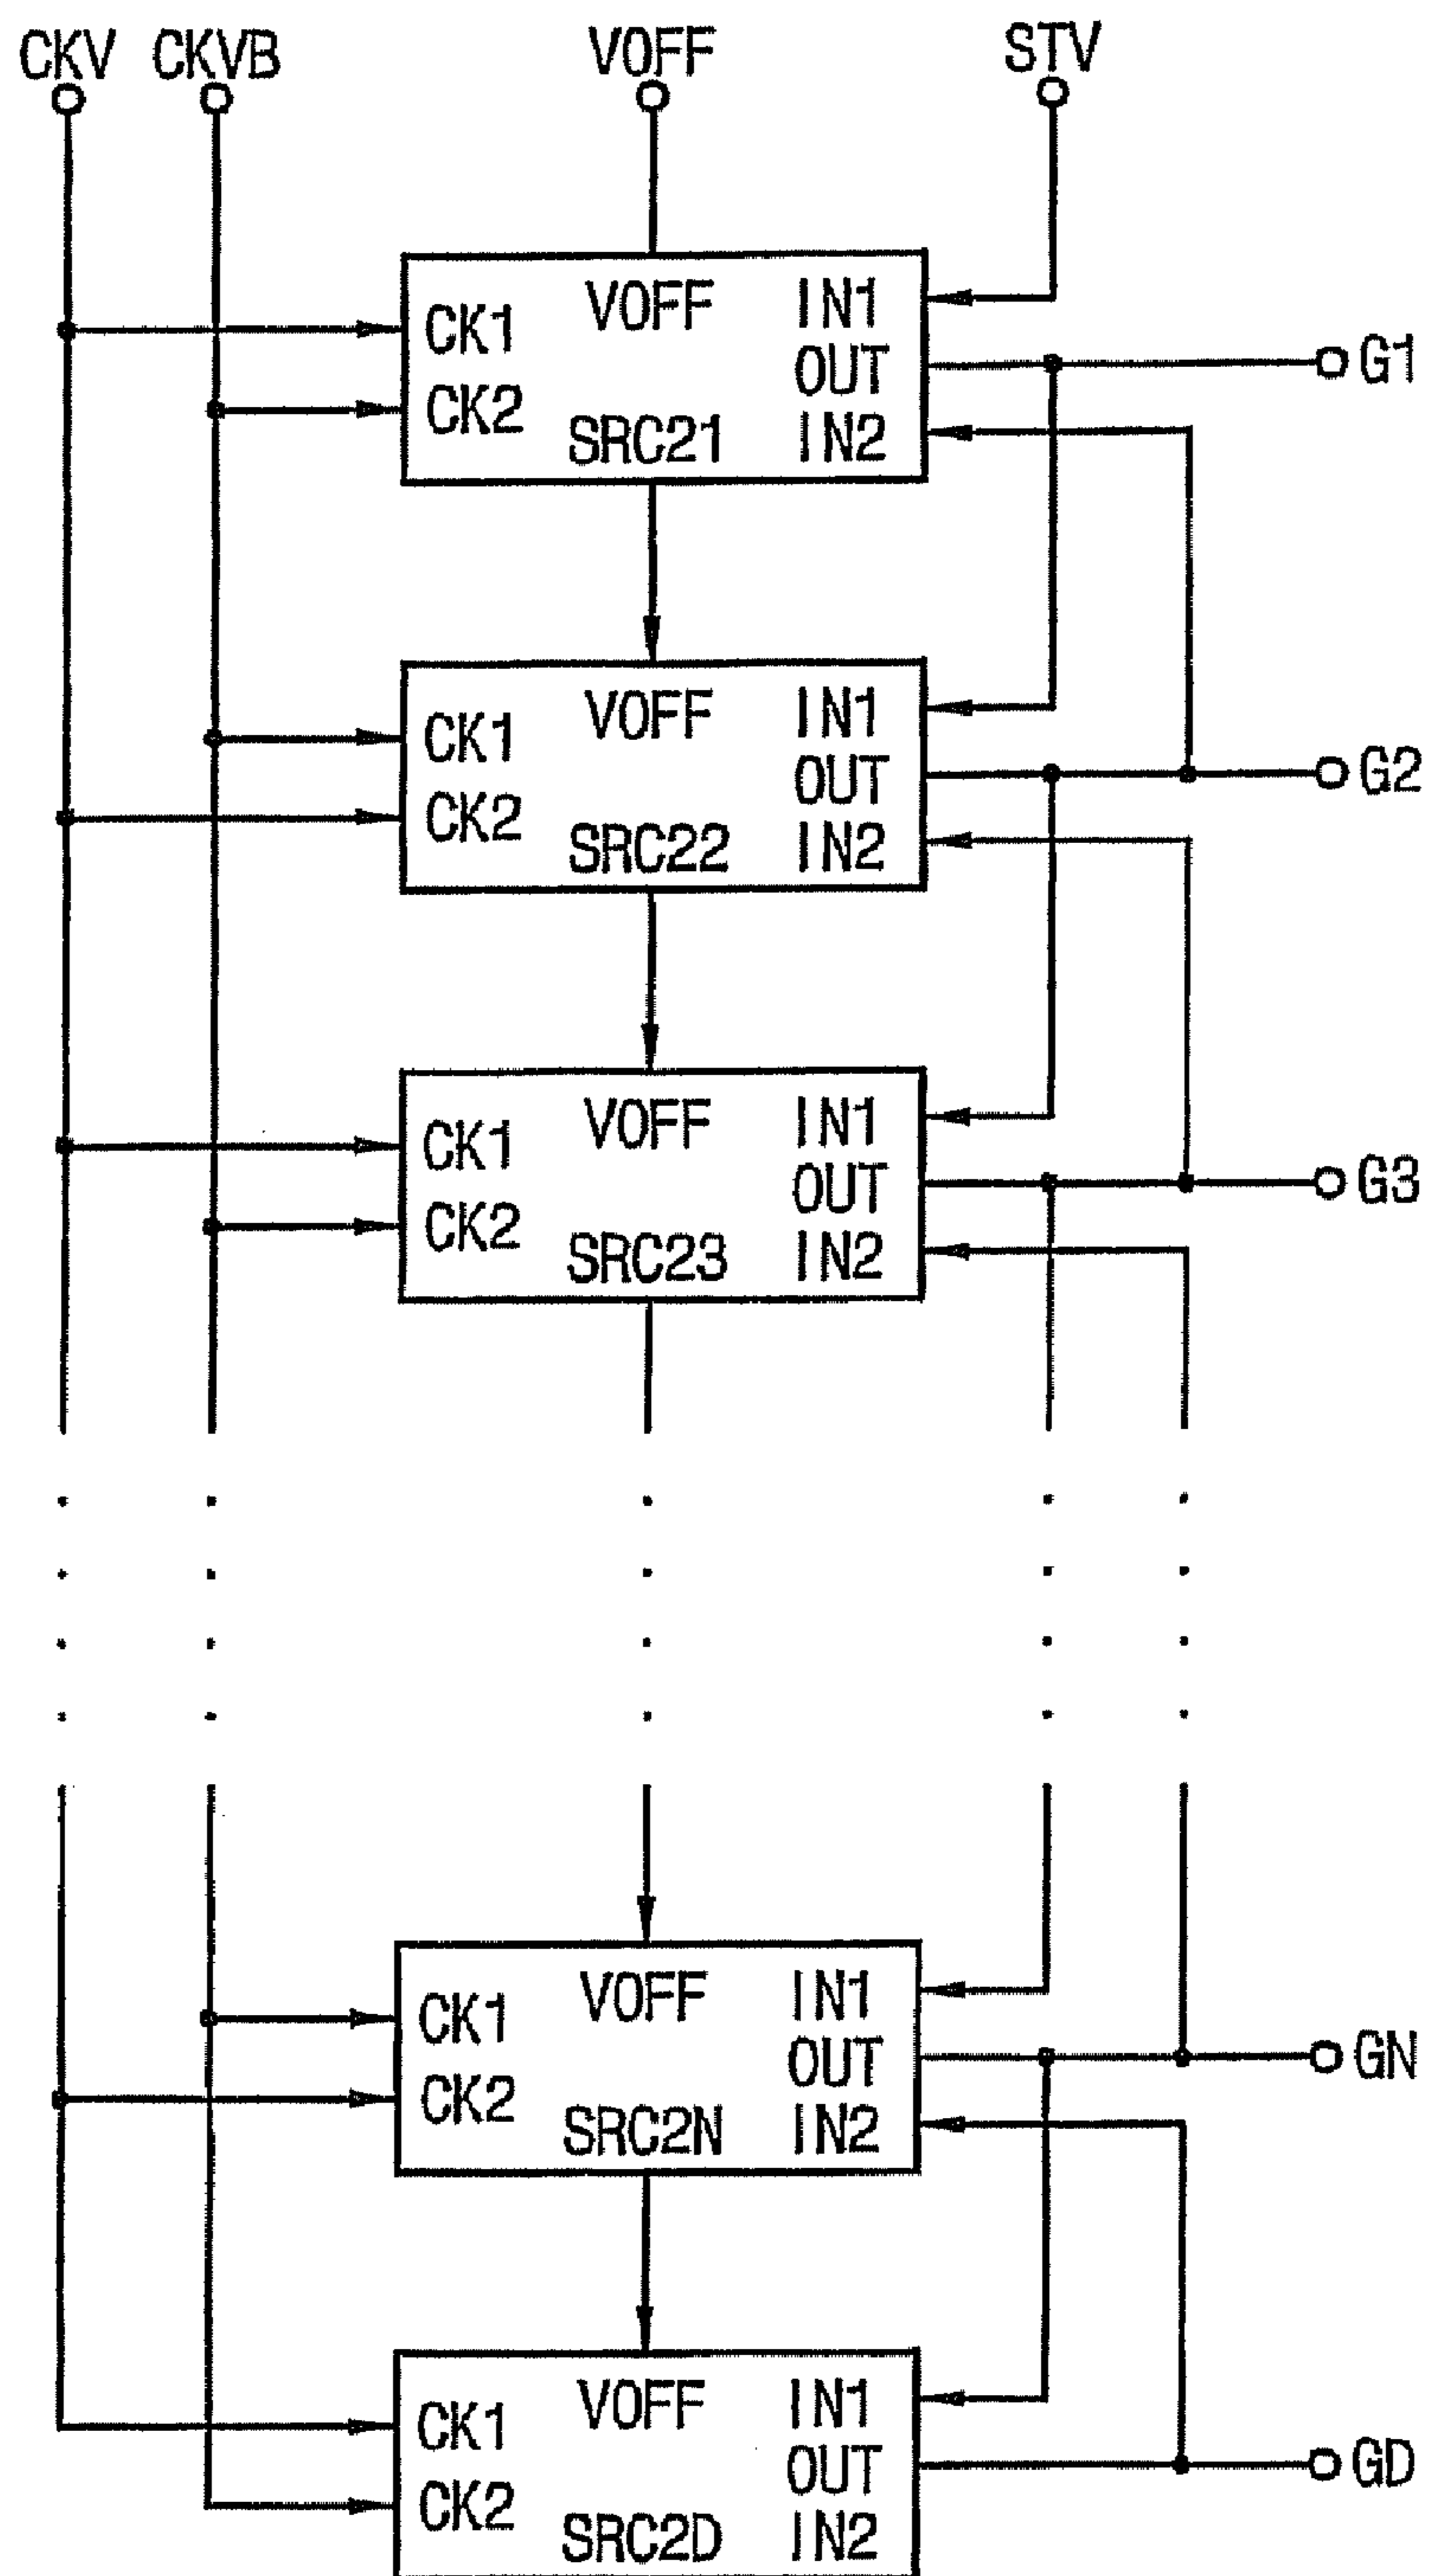 CKV CKVB VOFF STV
VOFF IN1
CK1
OUT G1
CK2
SRC21 IN2
VOFF IN1
CK1
OUT G2
CK2
SRC22 IN2
VOFF IN1
CK1
OUT G3
CK2
SRC23 IN2
VOFF IN1
CK1
OUT GN
CK2
SRC2N IN2
VOFF IN1
CK1
OUT GD
CK2
SRC2D IN2